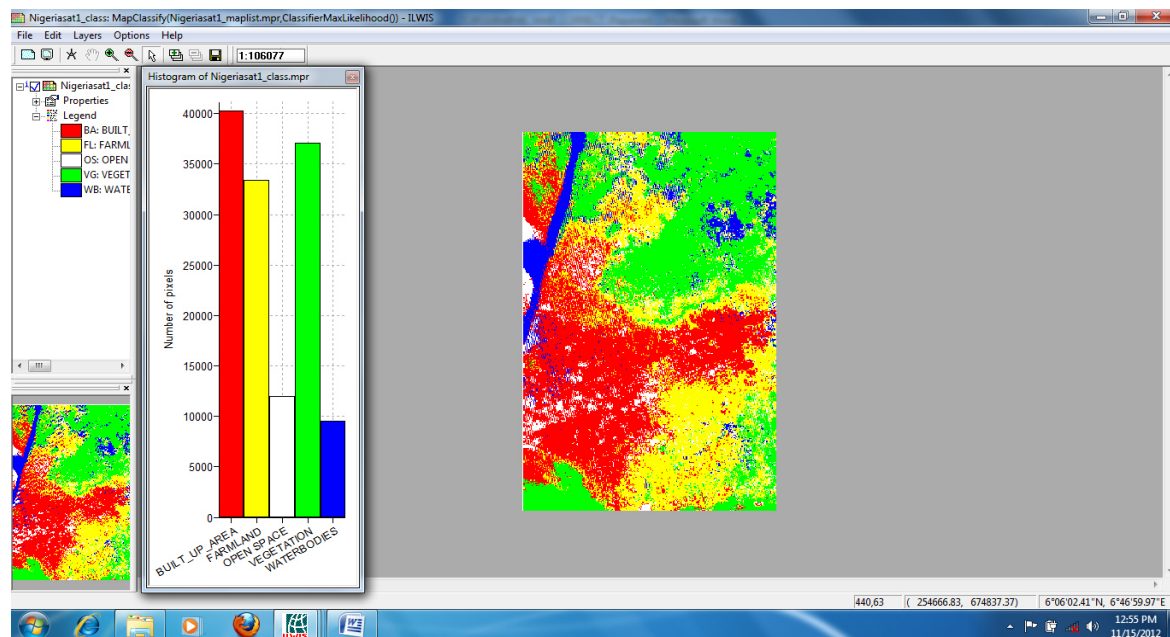 Nigeriasat1_class: MapClassify(Nigeriasat1_maplist.mpr,ClassifierMaxLikelihood()) - ILWIS
File Edit Layers Options Help
1:106077
Nigeriasat1_clas
Properties
Legend
BA: BUILT_
FL: FARML
OS: OPEN
VG: VEGET
WB: WATE
Histogram of Nigeriasat1_class.mpr
Number of pixels
40000
35000
30000
25000
20000
15000
10000
5000
0
BUILT_UP_AREA
FARMLAND
OPEN SPACE
VEGETATION
WATERBODIES
440,63 ( 254666.83, 674837.37) 6°06'02.41"N, 6°46'59.97"E
ILWIS
12:55 PM
11/15/2012